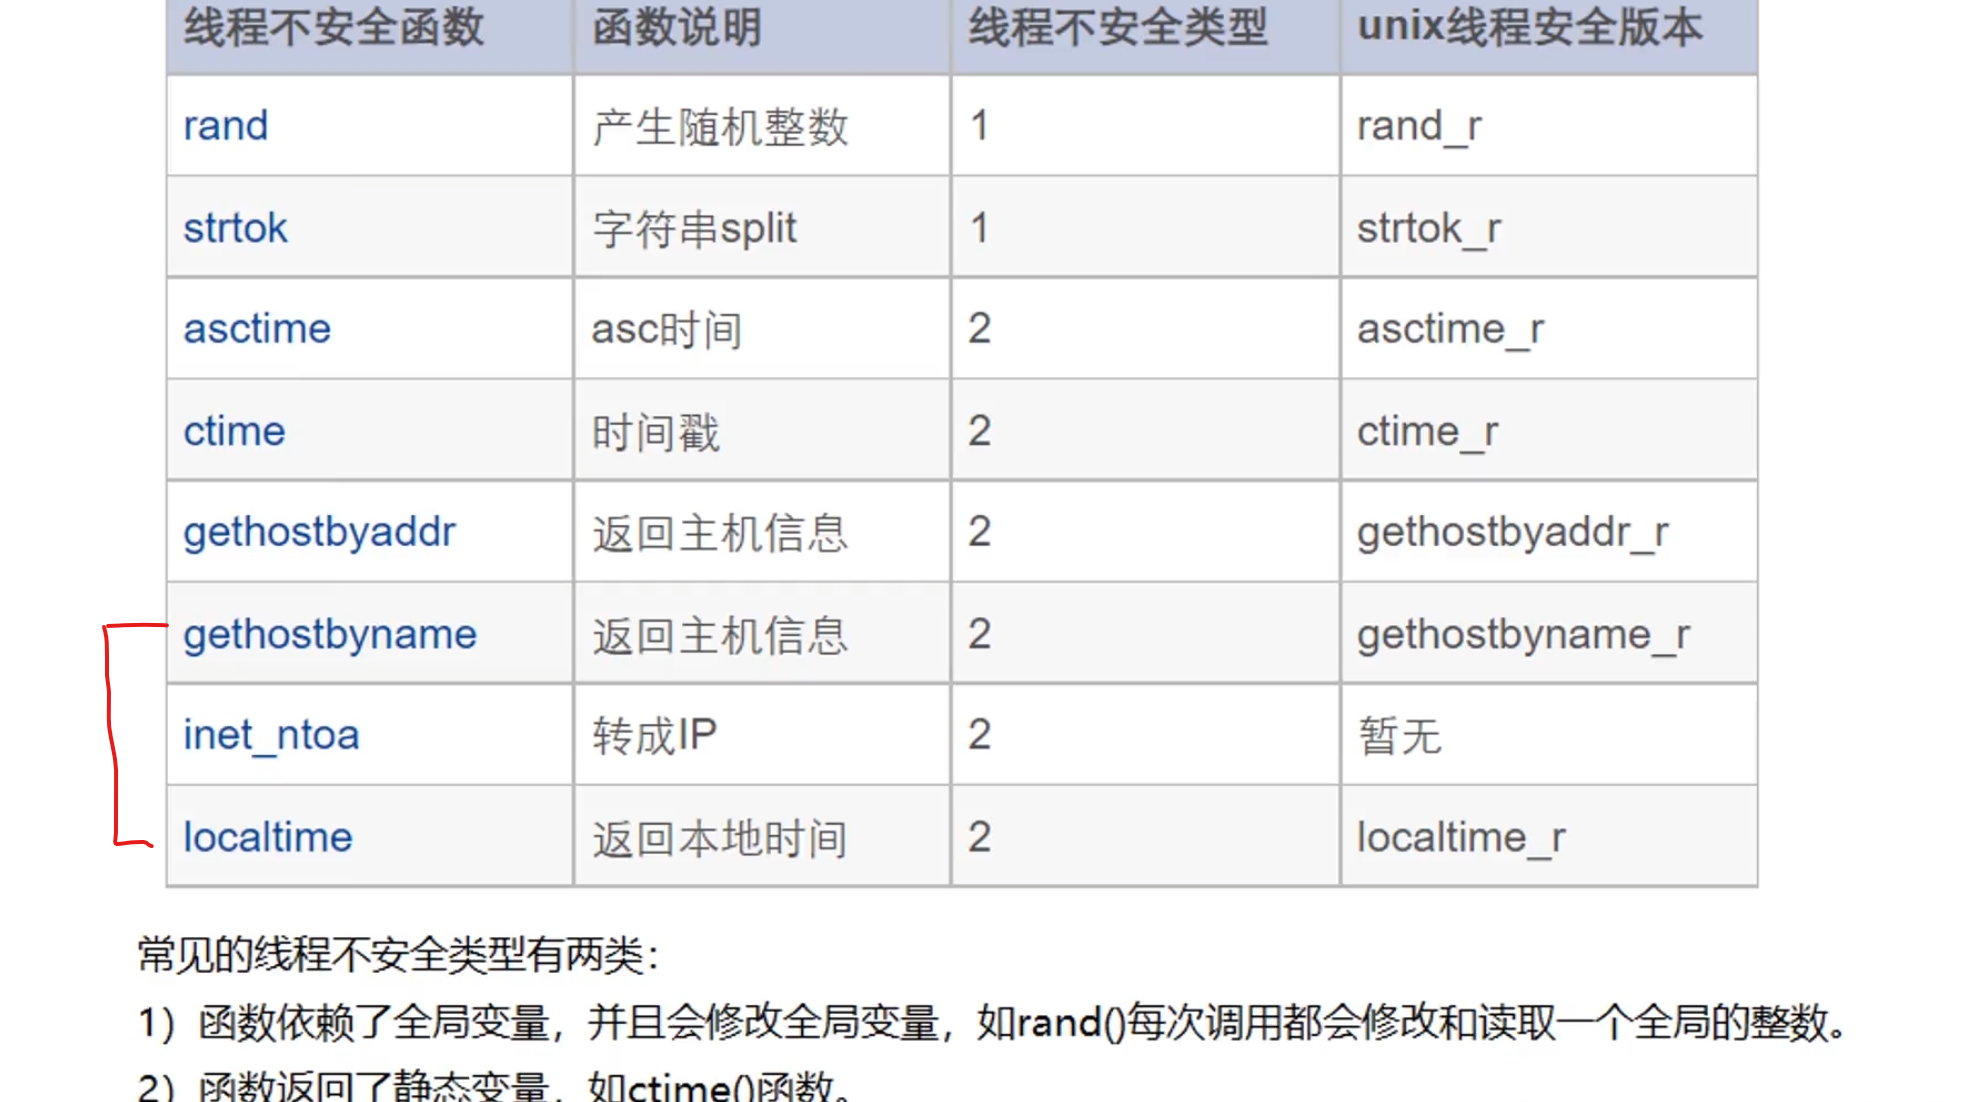 线程不安全函数 函数说明 线程不安全类型 unix线程安全版本
rand 产生随机整数 1 rand_r
strtok 字符串split 1 strtok_r
asctime asc时间 2 asctime_r
ctime 时间戳 2 ctime_r
gethostbyaddr 返回主机信息 2 gethostbyaddr_r
gethostbyname 返回主机信息 2 gethostbyname_r
inet_ntoa 转成IP 2 暂无
localtime 返回本地时间 2 localtime_r
常见的线程不安全类型有两类：
1）函数依赖了全局变量，并且会修改全局变量，如rand()每次调用都会修改和读取一个全局的整数。
2）函数返回了静态变量，如ctime()函数。